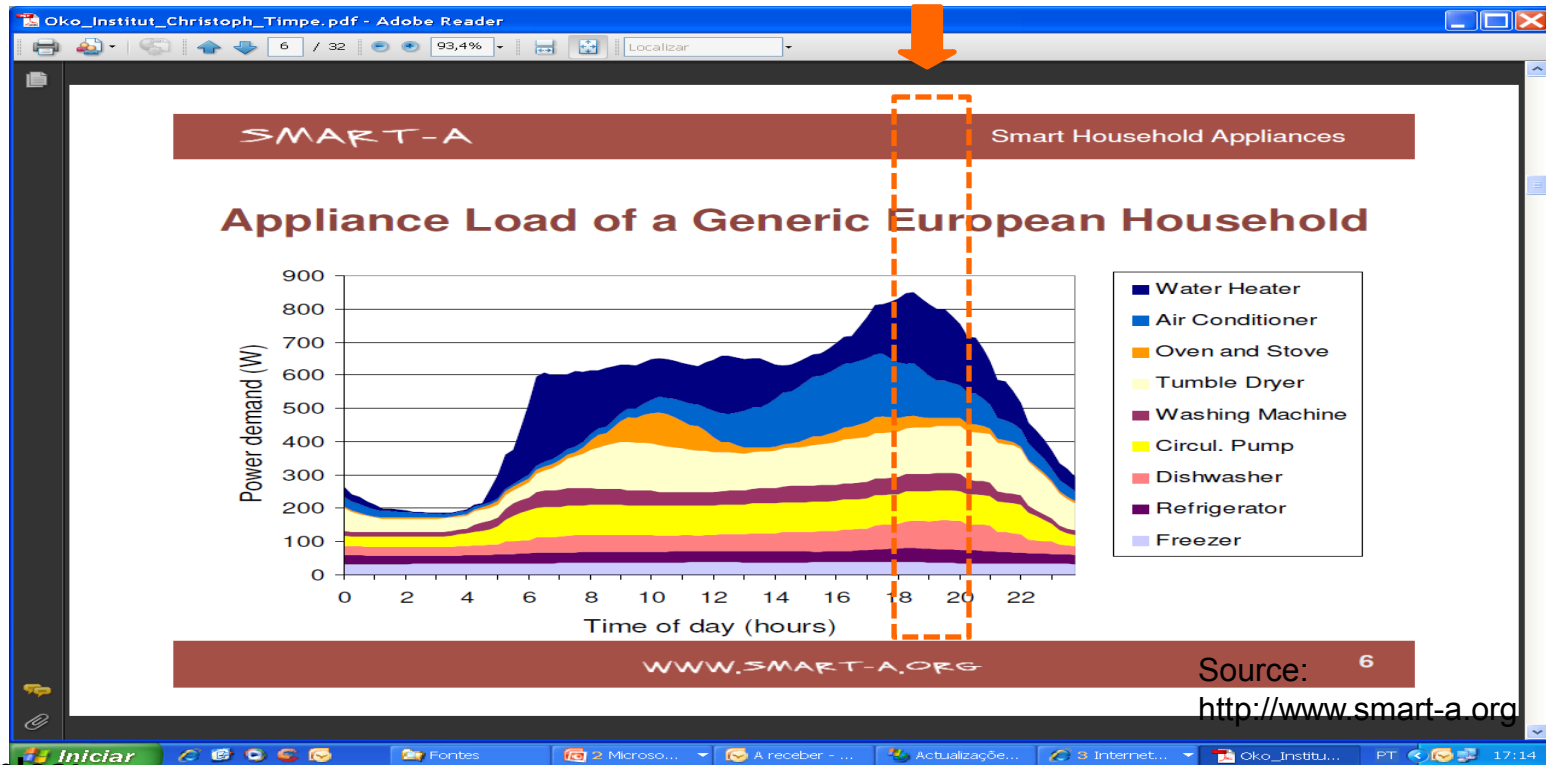 Oko_Institut_Christoph_Timpe.pdf - Adobe Reader
6 / 32 93,4% Localizar
SMART-A Smart Household Appliances
Appliance Load of a Generic European Household
Power demand (W)
900
800
700
600
500
400
300
200
100
0
0 2 4 6 8 10 12 14 16 18 20 22
Time of day (hours)
Water Heater
Air Conditioner
Oven and Stove
Tumble Dryer
Washing Machine
Circul. Pump
Dishwasher
Refrigerator
Freezer
WWW.SMART-A.ORG 6
Source:
http://www.smart-a.org
Iniciar Fontes 2 Microso... A receber - ... Actualizaçõe... 3 Internet... Oko_Institu... PT 17:14